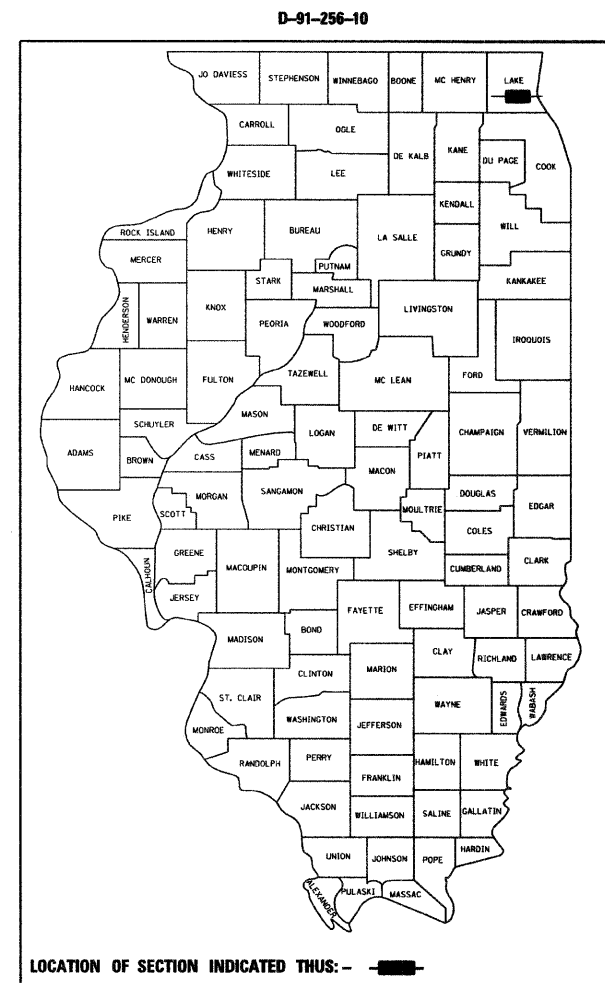 D-91-256-10
JO DAVIESS
STEPHENSON
WINNEBAGO
BOONE
MC HENRY
LAKE
CARROLL
OGLE
DE KALB
KANE
DU PAGE
COOK
WHITESIDE
LEE
KENDALL
WILL
ROCK ISLAND
HENRY
BUREAU
LA SALLE
GRUNDY
MERCER
PUTNAM
KANKAKEE
STARK
MARSHALL
HENDERSON
WARREN
KNOX
PEORIA
WOODFORD
LIVINGSTON
IROQUOIS
HANCOCK
MC DONOUGH
FULTON
TAZEWELL
MC LEAN
FORD
SCHUYLER
MASON
LOGAN
DE WITT
CHAMPAIGN
VERMILION
ADAMS
BROWN
CASS
MENARD
PIATT
MACON
PIKE
SCOTT
MORGAN
SANGAMON
MOULTRIE
DOUGLAS
EDGAR
CHRISTIAN
COLES
SHELBY
CALHOUN
GREENE
MACOUPIN
MONTGOMERY
CUMBERLAND
CLARK
JERSEY
FAYETTE
EFFINGHAM
JASPER
CRAWFORD
MADISON
BOND
CLAY
RICHLAND
LAWRENCE
CLINTON
MARION
ST. CLAIR
WAYNE
EDWARDS
WABASH
WASHINGTON
JEFFERSON
MONROE
RANDOLPH
PERRY
HAMILTON
WHITE
FRANKLIN
JACKSON
WILLIAMSON
SALINE
GALLATIN
UNION
JOHNSON
POPE
HARDIN
ALEXANDER
PULASKI
MASSAC
LOCATION OF SECTION INDICATED THUS: -